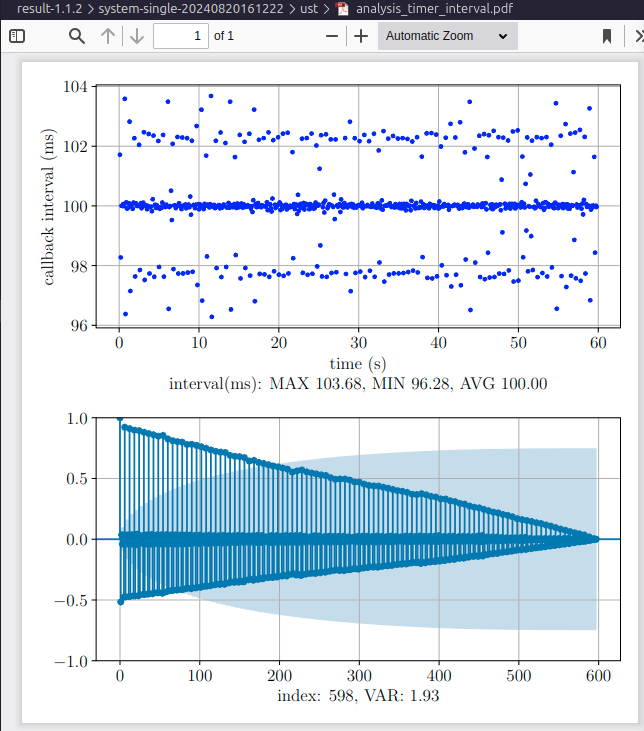 result-1.1.2 > system-single-20240820161222 > ust > analysis_timer_interval.pdf
1 of 1 Automatic Zoom
104
102
100
98
96
callback interval (ms)
0 10 20 30 40 50 60
time (s)
interval(ms): MAX 103.68, MIN 96.28, AVG 100.00
1.0
0.5
0.0
−0.5
−1.0
0 100 200 300 400 500 600
index: 598, VAR: 1.93